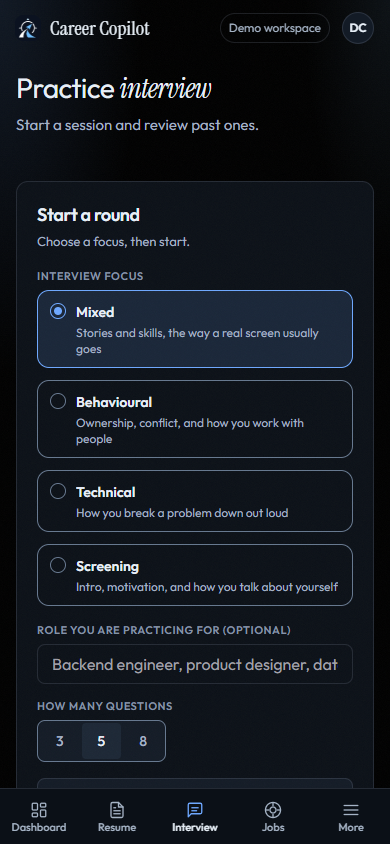 Career Copilot
Demo workspace
DC
Practice interview
Start a session and review past ones.
Start a round
Choose a focus, then start.
INTERVIEW FOCUS
Mixed
Stories and skills, the way a real screen usually
goes
Behavioural
Ownership, conflict, and how you work with
people
Technical
How you break a problem down out loud
Screening
Intro, motivation, and how you talk about yourself
ROLE YOU ARE PRACTICING FOR (OPTIONAL)
Backend engineer, product designer, dat
HOW MANY QUESTIONS
3 5 8
Dashboard Resume Interview Jobs More